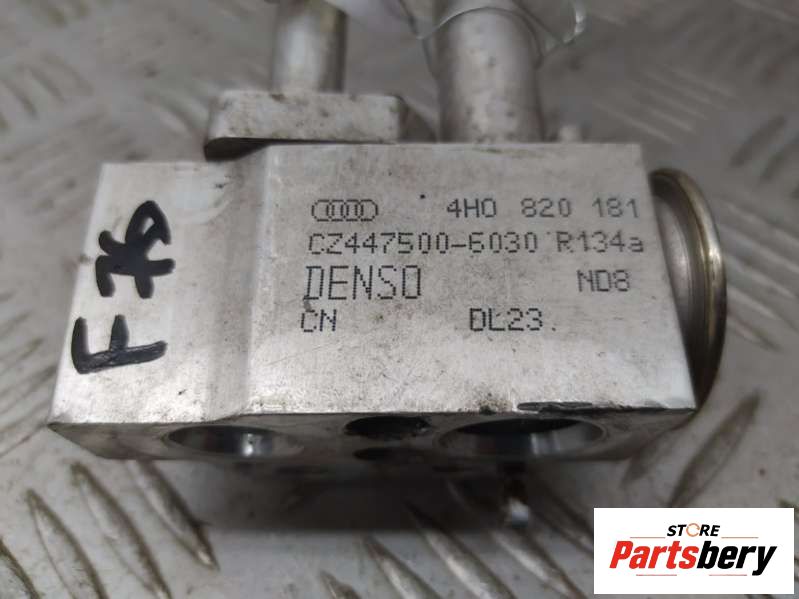 4H0 820 181
CZ447500-6030 R134a
DENSO ND8
CN DL23.
STORE
Partsbery